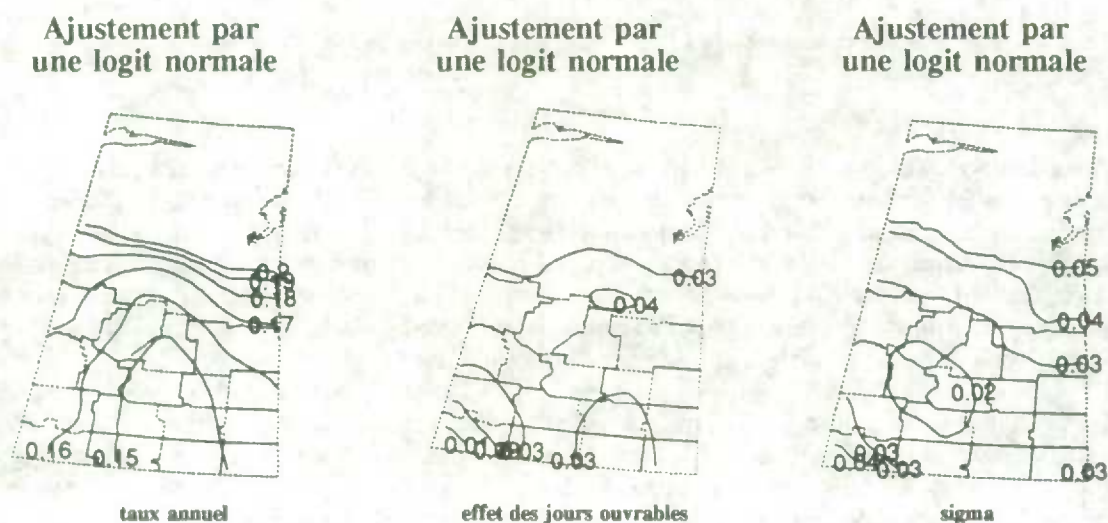 Ajustement par
une logit normale
Ajustement par
une logit normale
Ajustement par
une logit normale
0.18
0.17
0.16
0.15
taux annuel
0.03
0.04
0.03
0.03
effet des jours ouvrables
0.05
0.04
0.03
0.02
0.03
0.03
sigma